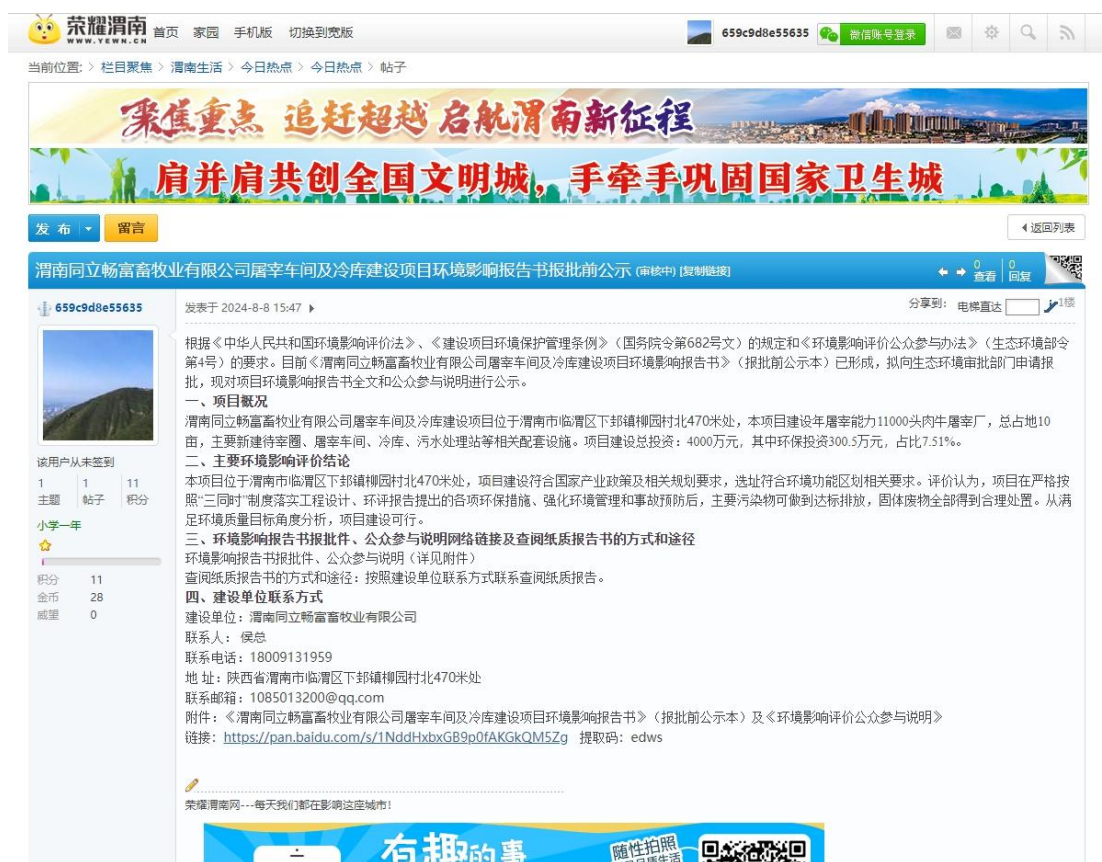 荣耀渭南
WWW.YEWN.CN
首页 家园 手机版 切换到宽版
659c9d8e55635 微信账号登录
当前位置: > 栏目聚焦 > 渭南生活 > 今日热点 > 今日热点 > 帖子
聚焦重点 追赶超越 启航渭南新征程
肩并肩共创全国文明城，手牵手巩固国家卫生城
发布 留言 返回列表
渭南同立畅富畜牧业有限公司屠宰车间及冷库建设项目环境影响报告书报批前公示 (审核中) [复制链接]
0 查看 0 回复
659c9d8e55635
发表于 2024-8-8 15:47
分享到: 电梯直达 1楼
根据《中华人民共和国环境影响评价法》、《建设项目环境保护管理条例》（国务院令第682号文）的规定和《环境影响评价公众参与办法》（生态环境部令
第4号）的要求。目前《渭南同立畅富畜牧业有限公司屠宰车间及冷库建设项目环境影响报告书》（报批前公示本）已形成，拟向生态环境审批部门申请报
批，现对项目环境影响报告书全文和公众参与说明进行公示。
一、项目概况
渭南同立畅富畜牧业有限公司屠宰车间及冷库建设项目位于渭南市临渭区下邽镇柳园村北470米处，本项目建设年屠宰能力11000头肉牛屠宰厂，总占地10
亩，主要新建待宰圈、屠宰车间、冷库、污水处理站等相关配套设施。项目建设总投资：4000万元，其中环保投资300.5万元，占比7.51%。
二、主要环境影响评价结论
本项目位于渭南市临渭区下邽镇柳园村北470米处，项目建设符合国家产业政策及相关规划要求，选址符合环境功能区划相关要求。评价认为，项目在严格按
照“三同时”制度落实工程设计、环评报告提出的各项环保措施、强化环境管理和事故预防后，主要污染物可做到达标排放，固体废物全部得到合理处置。从满
足环境质量目标角度分析，项目建设可行。
三、环境影响报告书报批件、公众参与说明网络链接及查阅纸质报告书的方式和途径
环境影响报告书报批件、公众参与说明（详见附件）
查阅纸质报告书的方式和途径：按照建设单位联系方式联系查阅纸质报告。
四、建设单位联系方式
建设单位：渭南同立畅富畜牧业有限公司
联系人： 侯总
联系电话：18009131959
地 址：陕西省渭南市临渭区下邽镇柳园村北470米处
联系邮箱：1085013200@qq.com
附件：《渭南同立畅富畜牧业有限公司屠宰车间及冷库建设项目环境影响报告书》（报批前公示本）及《环境影响评价公众参与说明》
链接：https://pan.baidu.com/s/1NddHxbxGB9p0fAKGkQM5Zg 提取码：edws
该用户从未签到
1 1 11
主题 帖子 积分
小学一年
积分 11
金币 28
威望 0
荣耀渭南网---每天我们都在影响这座城市!
有趣的事
随性拍照